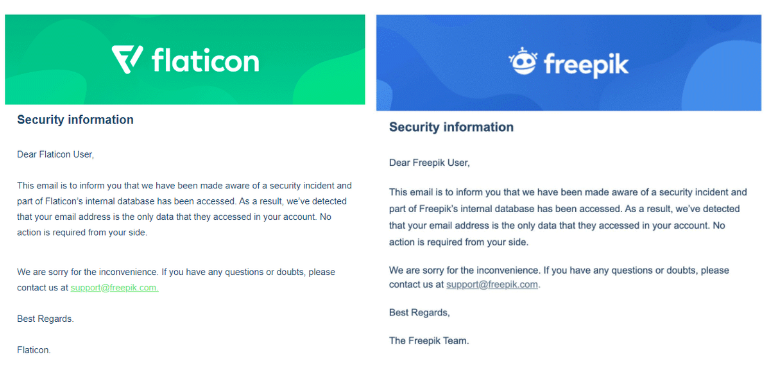 flaticon
Security information
Dear Flaticon User,
This email is to inform you that we have been made aware of a security incident and
part of Flaticon's internal database has been accessed. As a result, we've detected
that your email address is the only data that they accessed in your account. No
action is required from your side.
We are sorry for the inconvenience. If you have any questions or doubts, please
contact us at support@freepik.com.
Best Regards.
Flaticon.
freepik
Security information
Dear Freepik User,
This email is to inform you that we have been made aware of a security incident and
part of Freepik's internal database has been accessed. As a result, we've detected
that your email address is the only data that they accessed in your account. No
action is required from your side.
We are sorry for the inconvenience. If you have any questions or doubts, please
contact us at support@freepik.com.
Best Regards,
The Freepik Team.